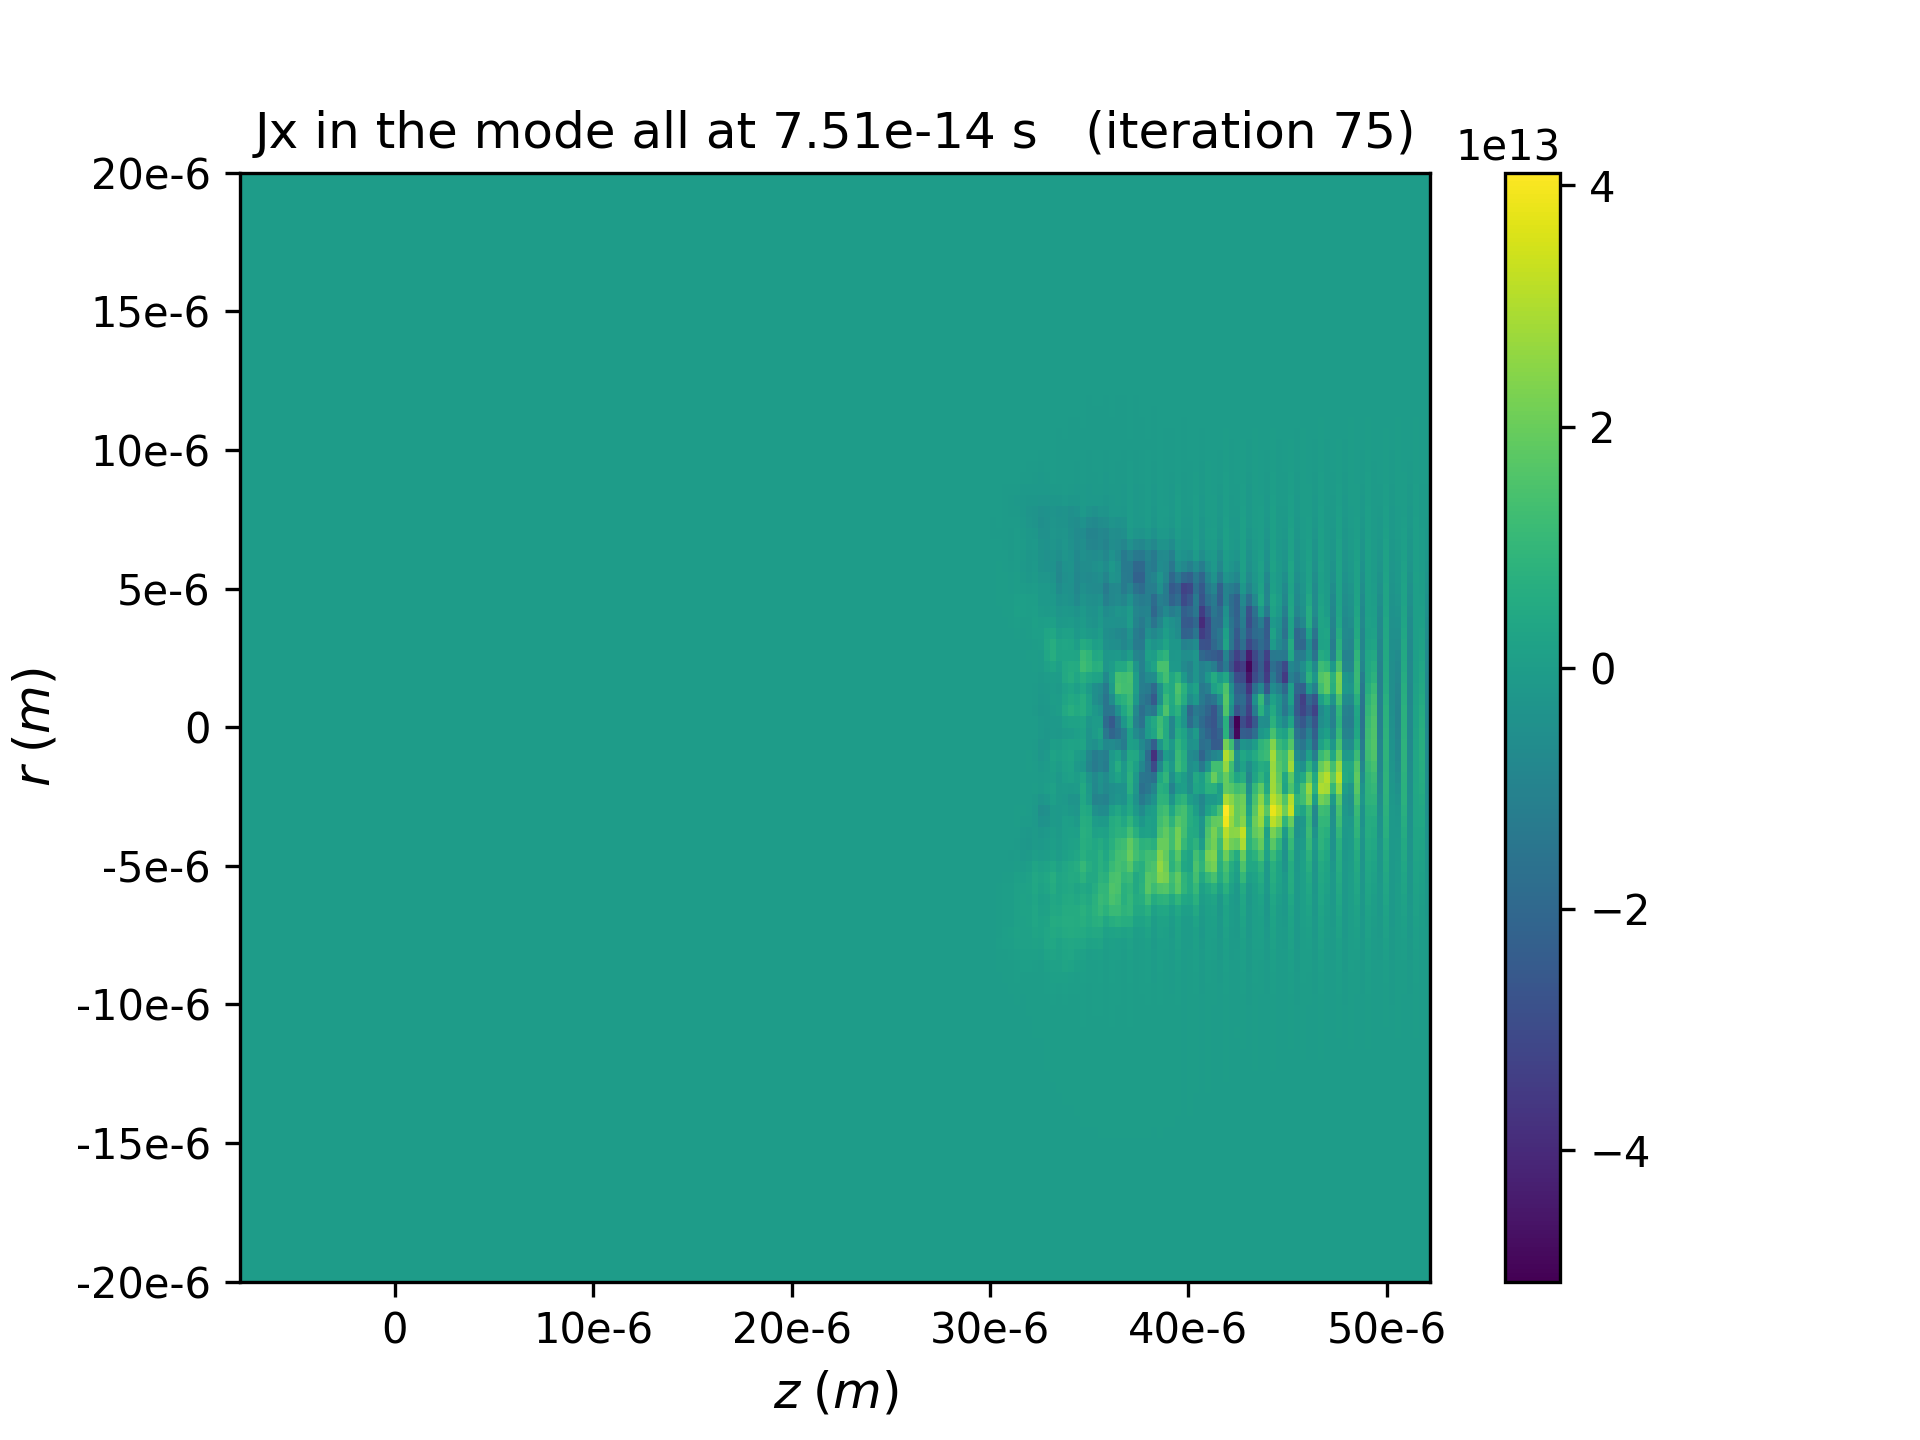 Jx in the mode all at 7.51e-14 s   (iteration 75)
1e13
20e-6
15e-6
10e-6
5e-6
0
-5e-6
-10e-6
-15e-6
-20e-6
r (m)
0
10e-6
20e-6
30e-6
40e-6
50e-6
z (m)
4
2
0
−2
−4